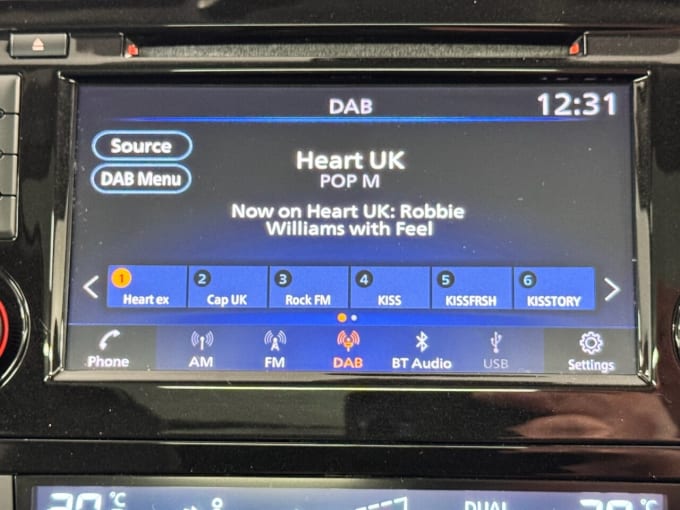 DAB
12:31
Source
DAB Menu
Heart UK
POP M
Now on Heart UK: Robbie
Williams with Feel
1 2 3 4 5 6
Heart ex Cap UK Rock FM KISS KISSFRSH KISSTORY
Phone AM FM DAB BT Audio USB Settings
°C DUAL °C